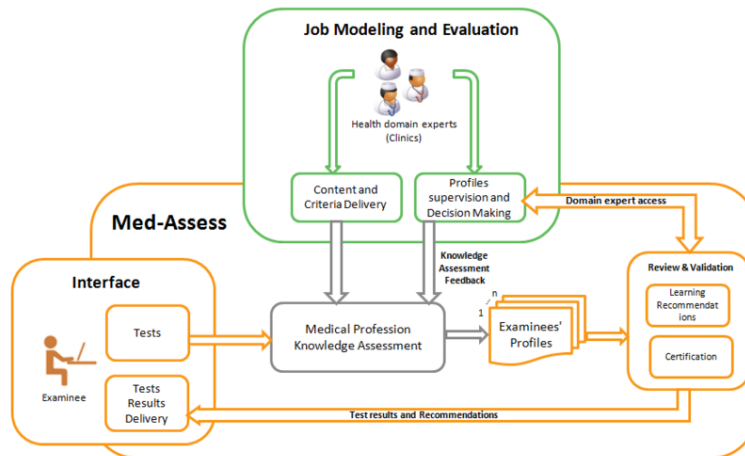 Job Modeling and Evaluation
Health domain experts
(Clinics)
Content and
Criteria Delivery
Profiles
supervision and
Decision Making
Domain expert access
Med-Assess
Knowledge
Assessment
Feedback
Interface
Tests
Examinee
Tests
Results
Delivery
Medical Profession
Knowledge Assessment
1
n
Examinees'
Profiles
Review & Validation
Learning
Recommendat
ions
Certification
Test results and Recommendations